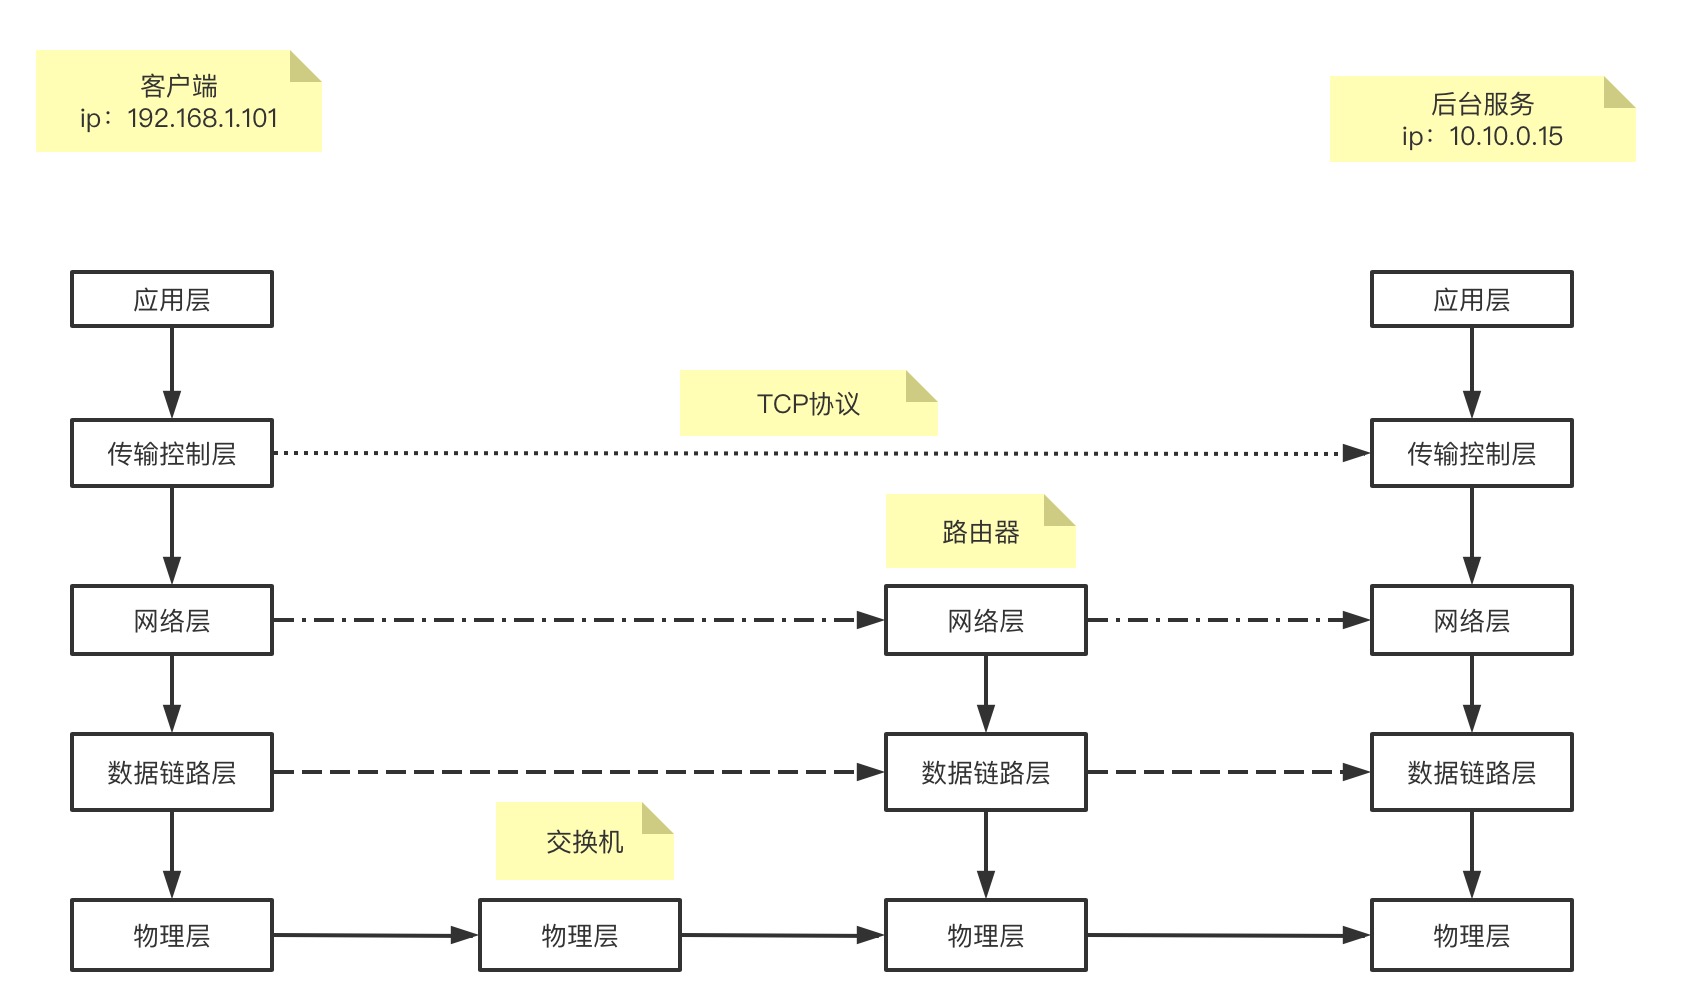 客户端
ip：192.168.1.101
后台服务
ip：10.10.0.15
应用层
应用层
TCP协议
传输控制层
传输控制层
路由器
网络层
网络层
网络层
数据链路层
数据链路层
数据链路层
交换机
物理层
物理层
物理层
物理层